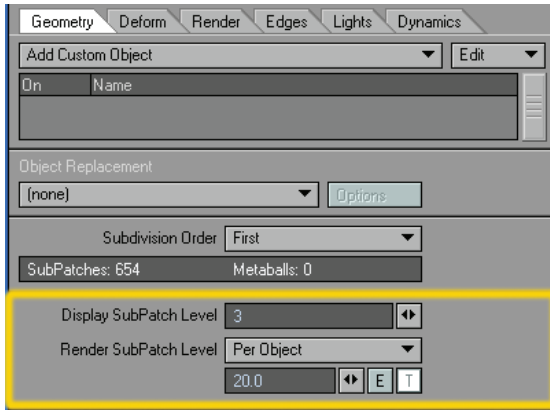 Geometry Deform Render Edges Lights Dynamics
Add Custom Object Edit
On Name
Object Replacement
(none) Options
Subdivision Order First
SubPatches: 654 Metaballs: 0
Display SubPatch Level 3
Render SubPatch Level Per Object
20.0 E T